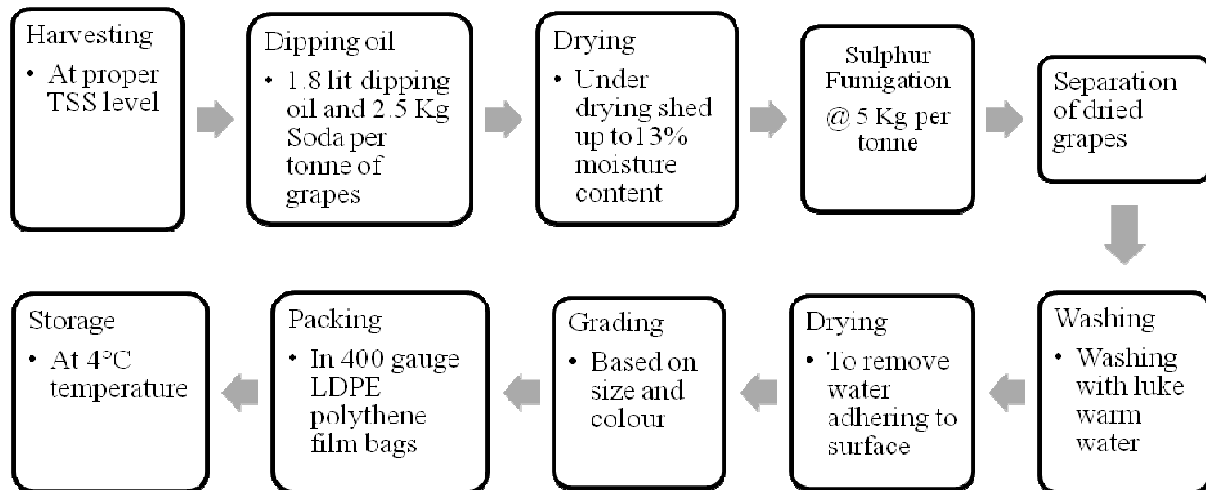 Harvesting
• At proper
TSS level
Dipping oil
• 1.8 lit dipping
oil and 2.5 Kg
Soda per
tonne of
grapes
Drying
• Under
drying shed
up to13%
moisture
content
Sulphur
Fumigation
@ 5 Kg per
tonne
Separation
of dried
grapes
Washing
• Washing
with luke
warm
water
Drying
• To remove
water
adhering to
surface
Grading
• Based on
size and
colour
Packing
• In 400 gauge
LDPE
polythene
film bags
Storage
• At 4°C
temperature